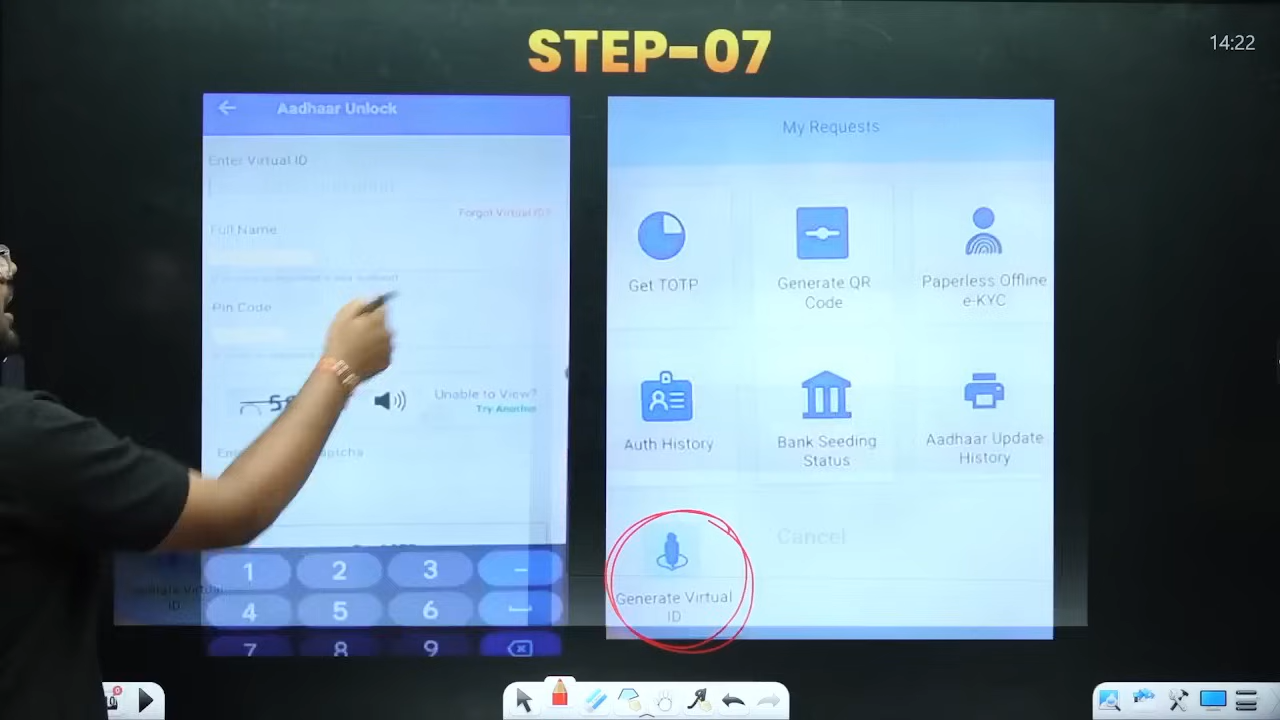 STEP-07
14:22
Aadhaar Unlock
Enter Virtual ID
Forgot Virtual ID?
Full Name
Pin Code
Unable to View?
Try Another
1 2 3 -
4 5 6
7 8 9
ID
My Requests
Get TOTP
Generate QR
Code
Paperless Offline
e-KYC
Auth History
Bank Seeding
Status
Aadhaar Update
History
Cancel
Generate Virtual
ID